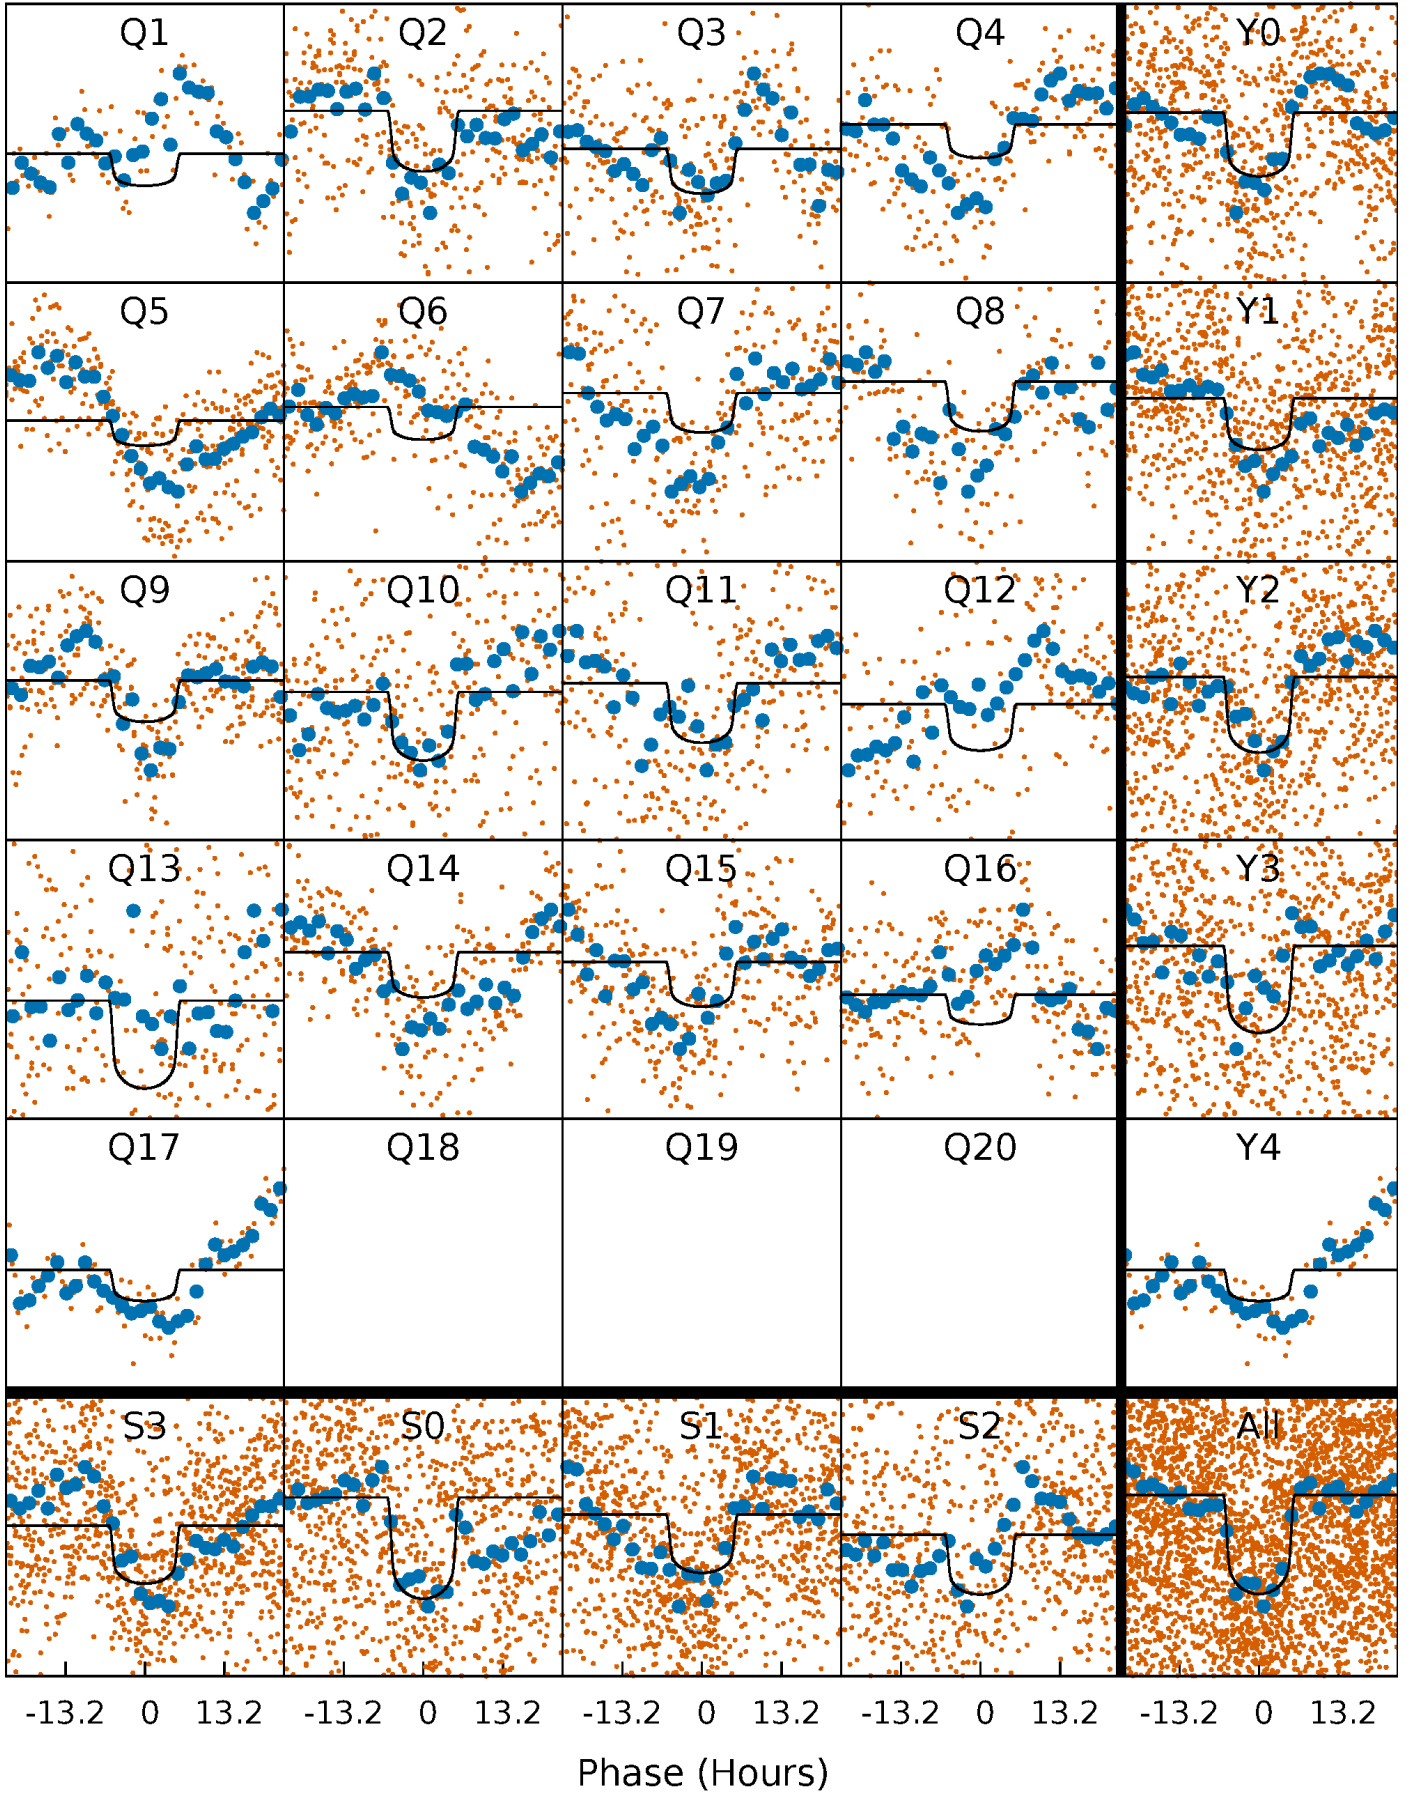 Q1 Q2 Q3 Q4 Y0
Q5 Q6 Q7 Q8 Y1
Q9 Q10 Q11 Q12 Y2
Q13 Q14 Q15 Q16 Y3
Q17 Q18 Q19 Q20 Y4
S3 S0 S1 S2 All
-13.2 0 13.2 -13.2 0 13.2 -13.2 0 13.2 -13.2 0 13.2 -13.2 0 13.2
Phase (Hours)